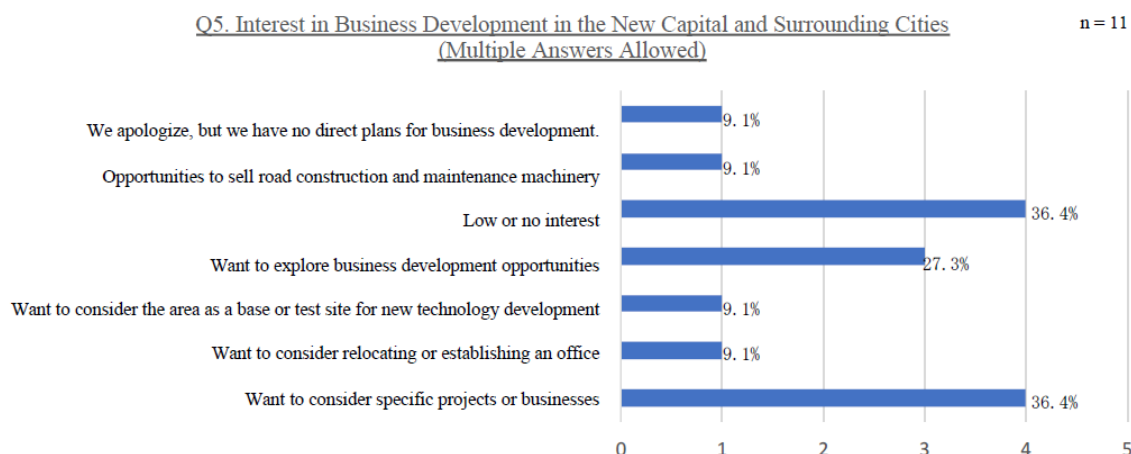 Q5. Interest in Business Development in the New Capital and Surrounding Cities
(Multiple Answers Allowed)
n = 11
We apologize, but we have no direct plans for business development.
9.1%
Opportunities to sell road construction and maintenance machinery
9.1%
Low or no interest
36.4%
Want to explore business development opportunities
27.3%
Want to consider the area as a base or test site for new technology development
9.1%
Want to consider relocating or establishing an office
9.1%
Want to consider specific projects or businesses
36.4%
0 1 2 3 4 5